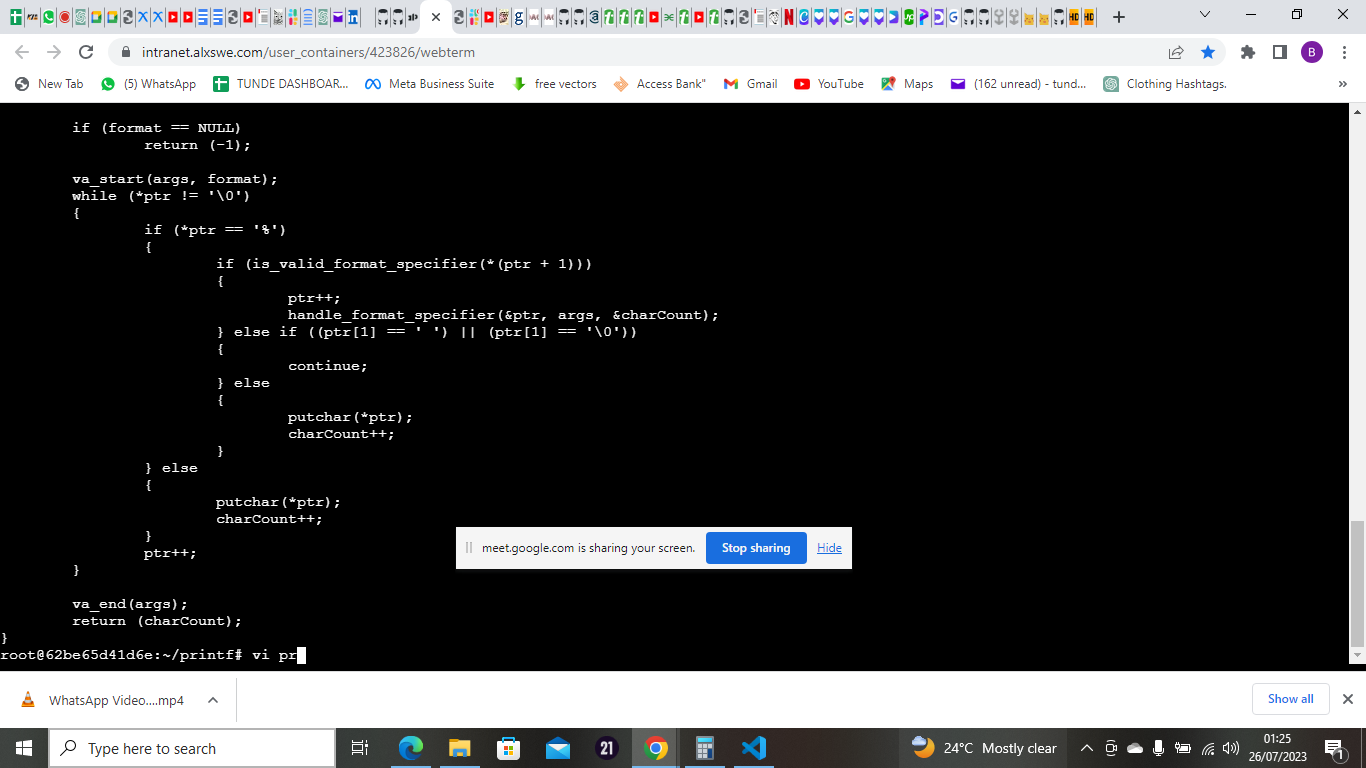 intranet.alxswe.com/user_containers/423826/webterm
B
New Tab
(5) WhatsApp
TUNDE DASHBOAR...
Meta Business Suite
free vectors
Access Bank"
Gmail
YouTube
Maps
(162 unread) - tund...
Clothing Hashtags.
»
if (format == NULL)
return (-1);
va_start(args, format);
while (*ptr != '\0')
{
if (*ptr == '%')
{
if (is_valid_format_specifier(*(ptr + 1)))
{
ptr++;
handle_format_specifier(&ptr, args, &charCount);
} else if ((ptr[1] == ' ') || (ptr[1] == '\0'))
{
continue;
} else
{
putchar(*ptr);
charCount++;
}
} else
{
putchar(*ptr);
charCount++;
}
ptr++;
}
va_end(args);
return (charCount);
}
root@62be65d41d6e:~/printf# vi pr
meet.google.com is sharing your screen.
Stop sharing
Hide
WhatsApp Video....mp4
Show all
Type here to search
21
24°C Mostly clear
01:25
26/07/2023
1